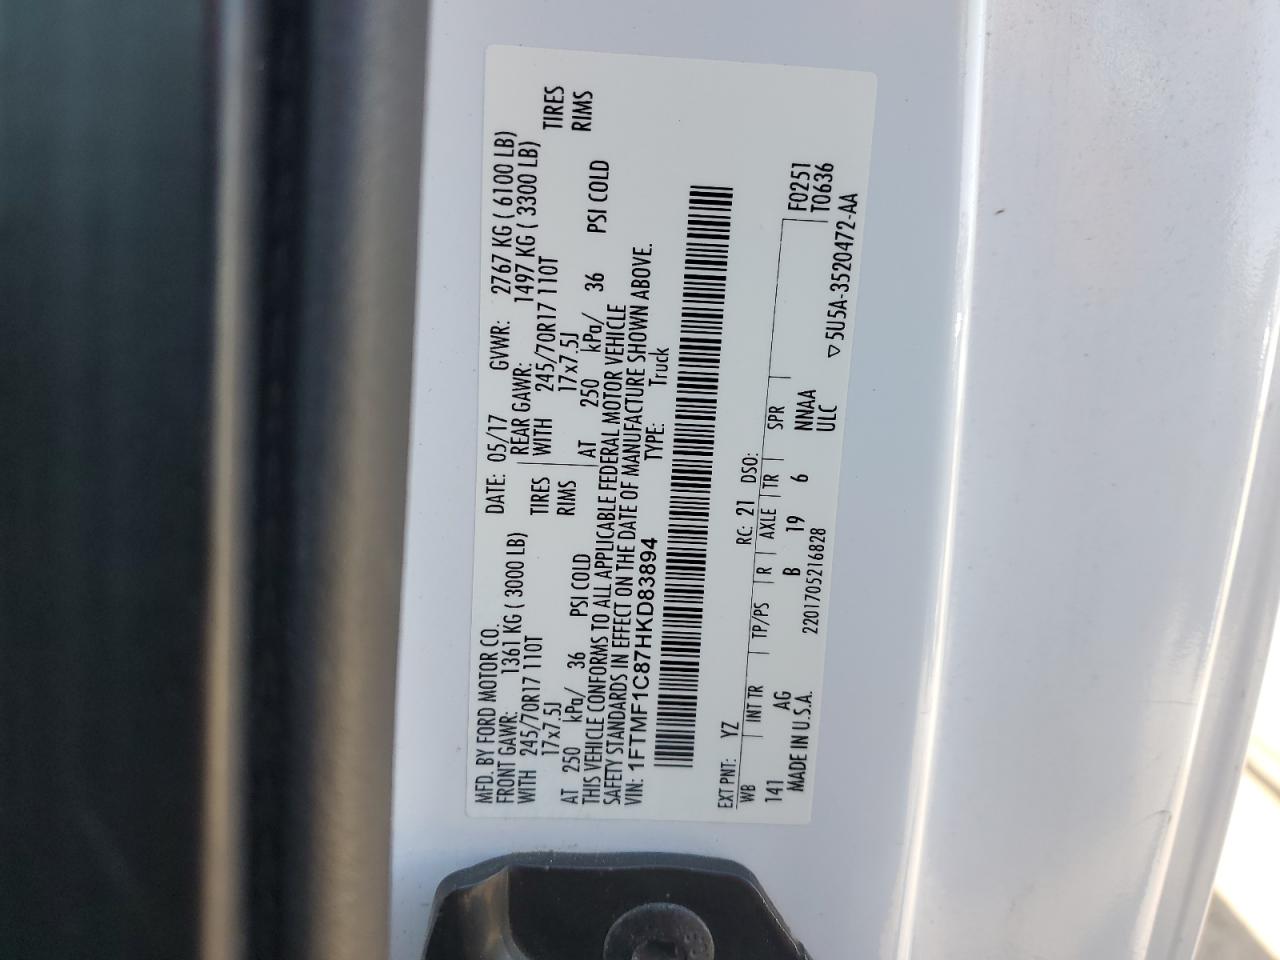 MFD. BY FORD MOTOR CO.
DATE: 05/17 GVWR: 2767 KG ( 6100 LB)
FRONT GAWR: 1361 KG ( 3000 LB) REAR GAWR: 1497 KG ( 3300 LB)
WITH 245/70R17 110T TIRES WITH 245/70R17 110T TIRES
17x7.5J RIMS 17x7.5J RIMS
AT 250 kPa/ 36 PSI COLD AT 250 kPa/ 36 PSI COLD
THIS VEHICLE CONFORMS TO ALL APPLICABLE FEDERAL MOTOR VEHICLE
SAFETY STANDARDS IN EFFECT ON THE DATE OF MANUFACTURE SHOWN ABOVE.
VIN: 1FTMF1C87HKD83894 TYPE: Truck
EXT PNT: YZ RC: 21 DSO: F0251
WB INT TR TP/PS R AXLE TR SPR T0636
141 AG B 19 6 NNAA
MADE IN U.S.A. 2201705216828 ULC ▽5U5A-3520472-AA